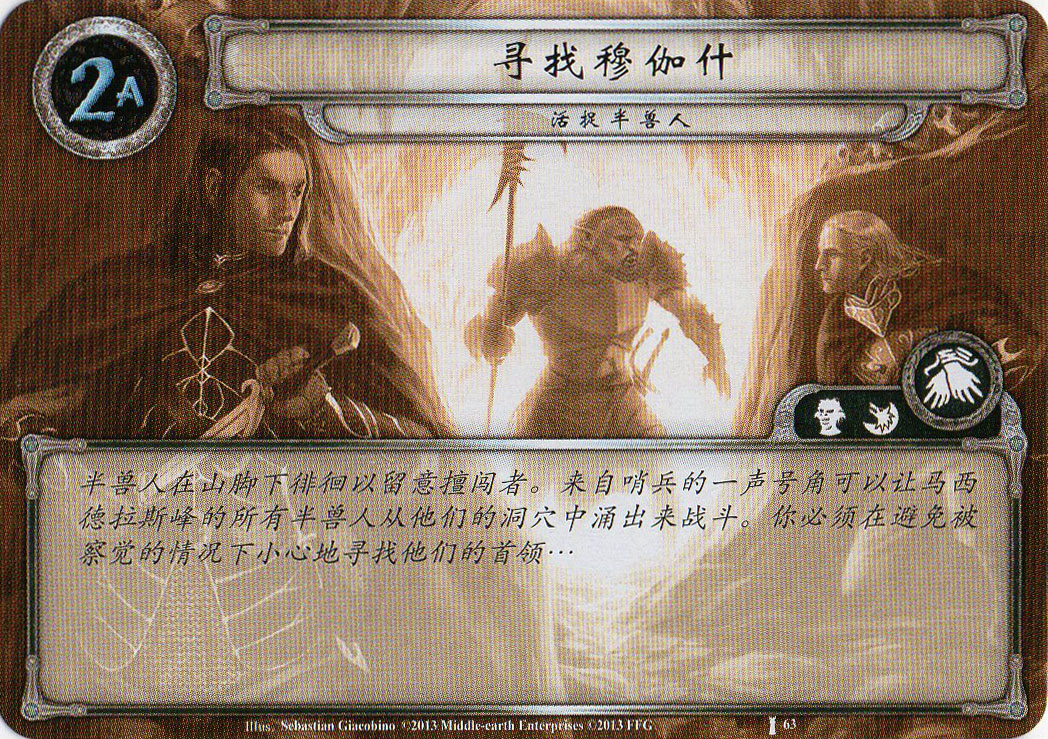 2A
寻找穆伽什
活捉半兽人
半兽人在山脚下徘徊以留意擅闯者。来自哨兵的一声号角可以让马西
德拉斯峰的所有半兽人从他们的洞穴中涌出来战斗。你必须在避免被
察觉的情况下小心地寻找他们的首领…
Illus. Sebastian Giacobino ©2013 Middle-earth Enterprises ©2013 FFG 63